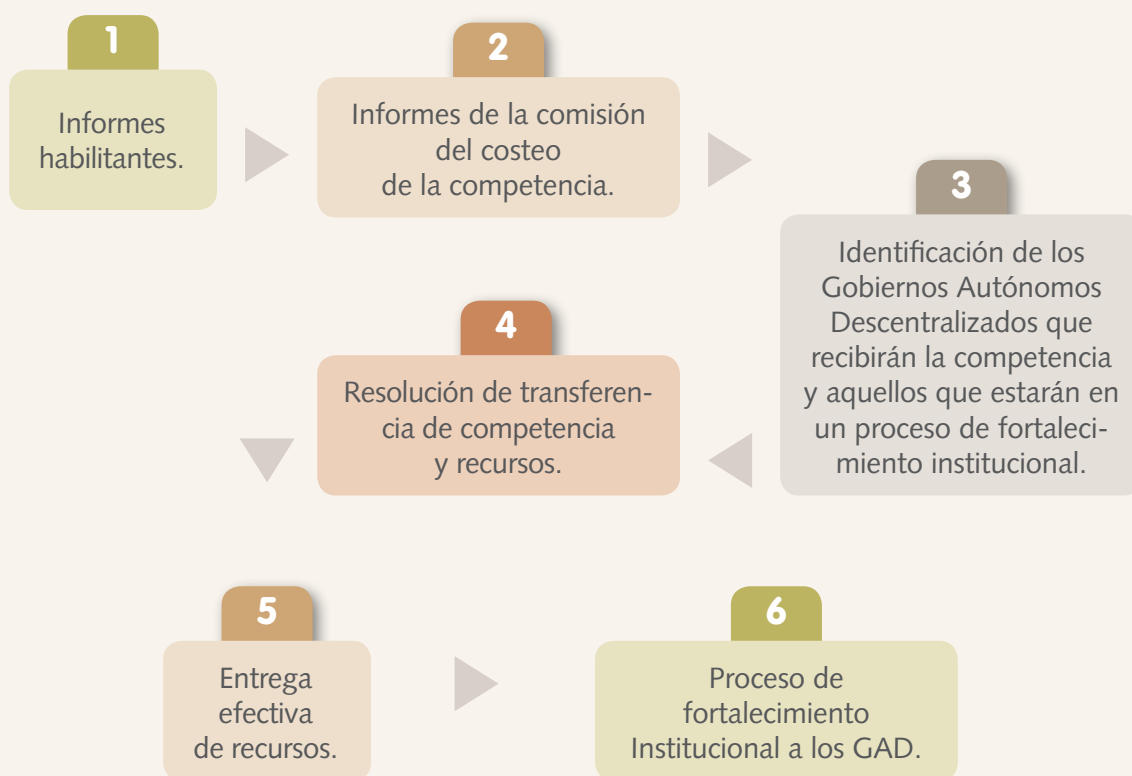 1
Informes
habilitantes.
2
Informes de la comisión
del costeo
de la competencia.
3
Identificación de los
Gobiernos Autónomos
Descentralizados que
recibirán la competencia
y aquellos que estarán en
un proceso de fortaleci-
miento institucional.
4
Resolución de transferen-
cia de competencia
y recursos.
5
Entrega
efectiva
de recursos.
6
Proceso de
fortalecimiento
Institucional a los GAD.